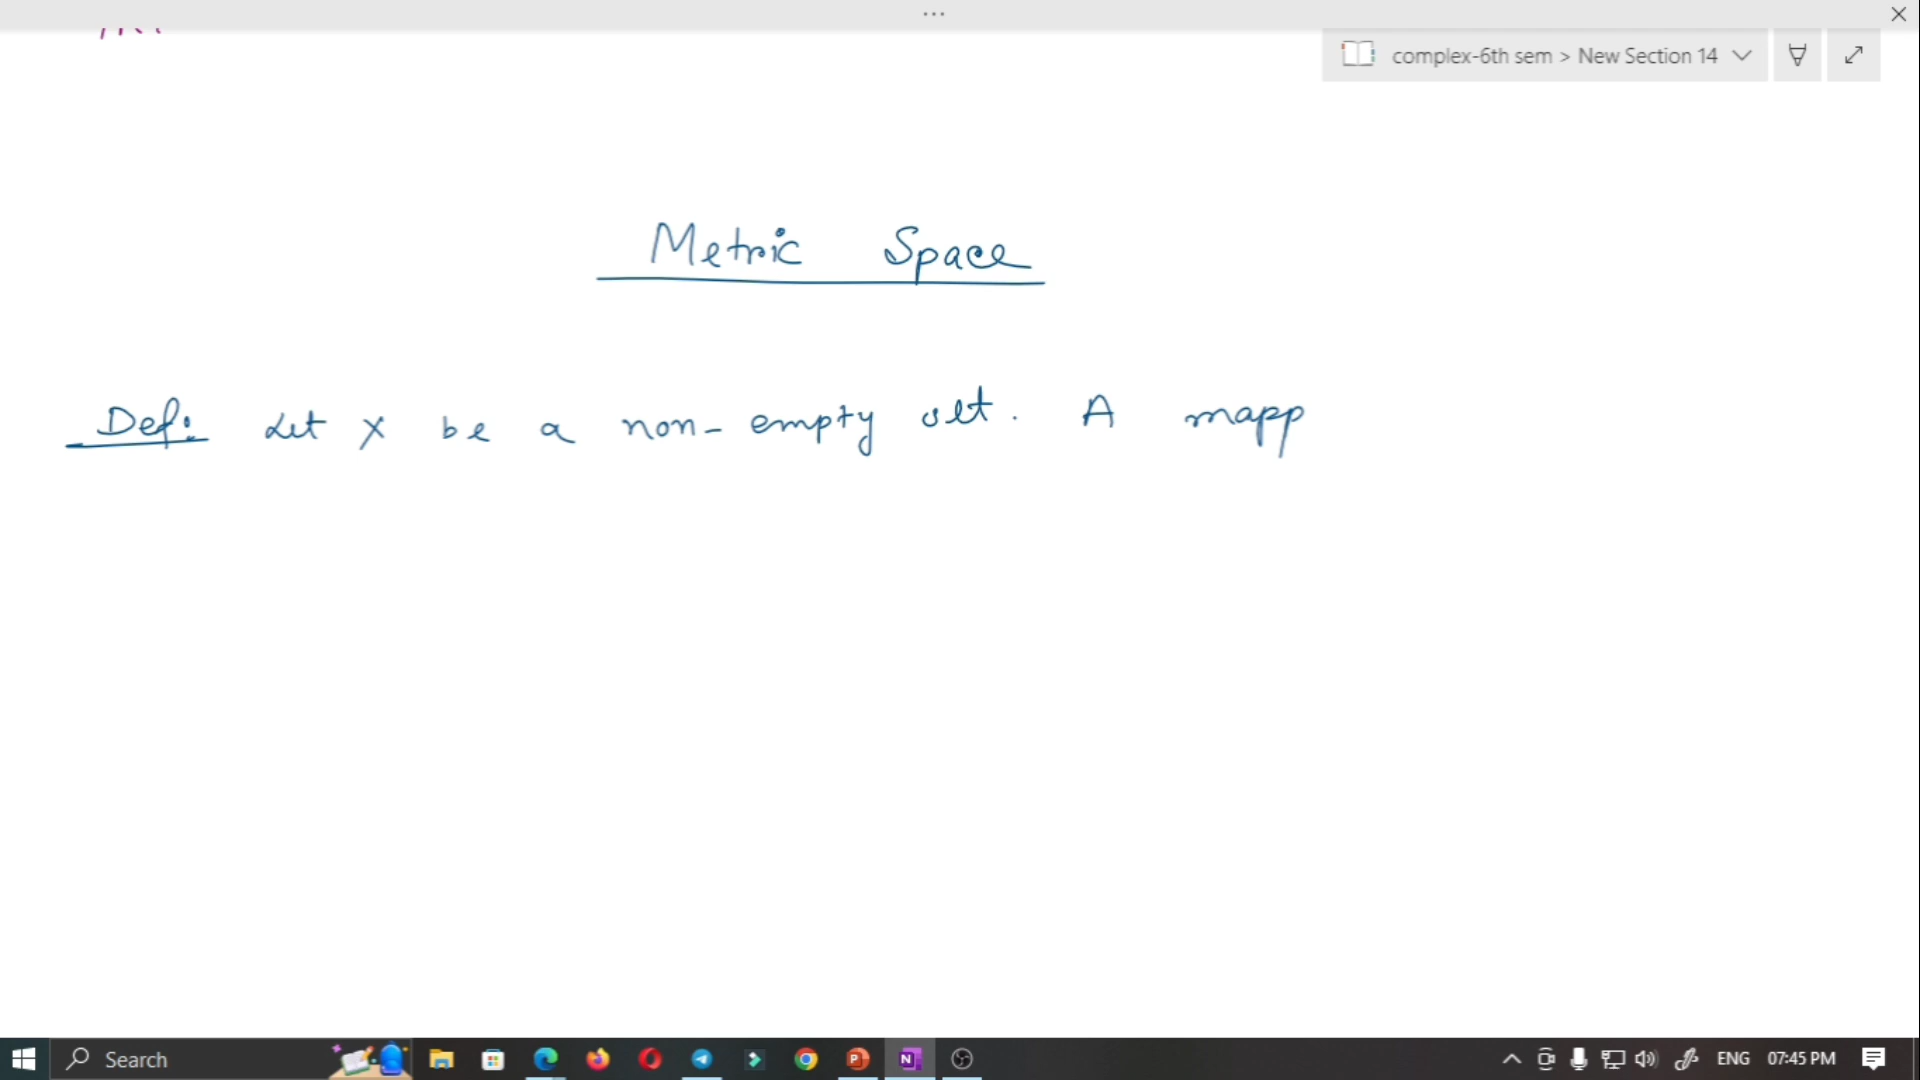 complex-6th sem > New Section 14
Metric Space
Def: Let X be a non-empty set. A mapp
Search
ENG 07:45 PM